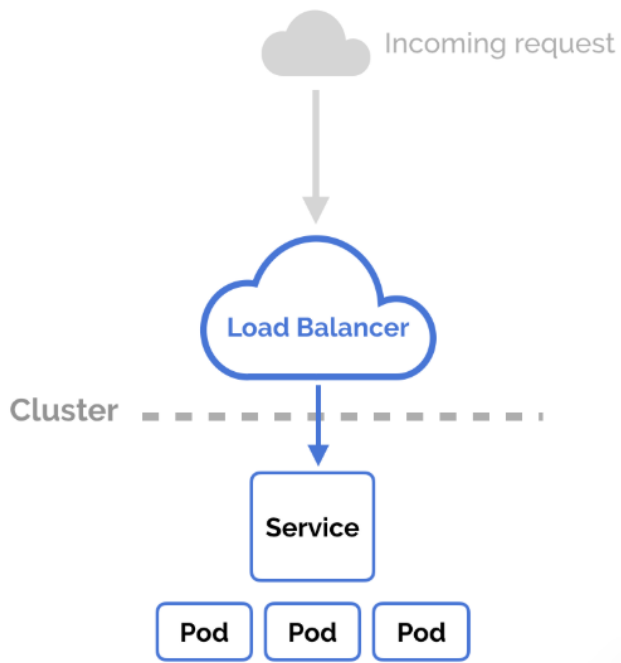 Incoming request
Load Balancer
Cluster
Service
Pod
Pod
Pod